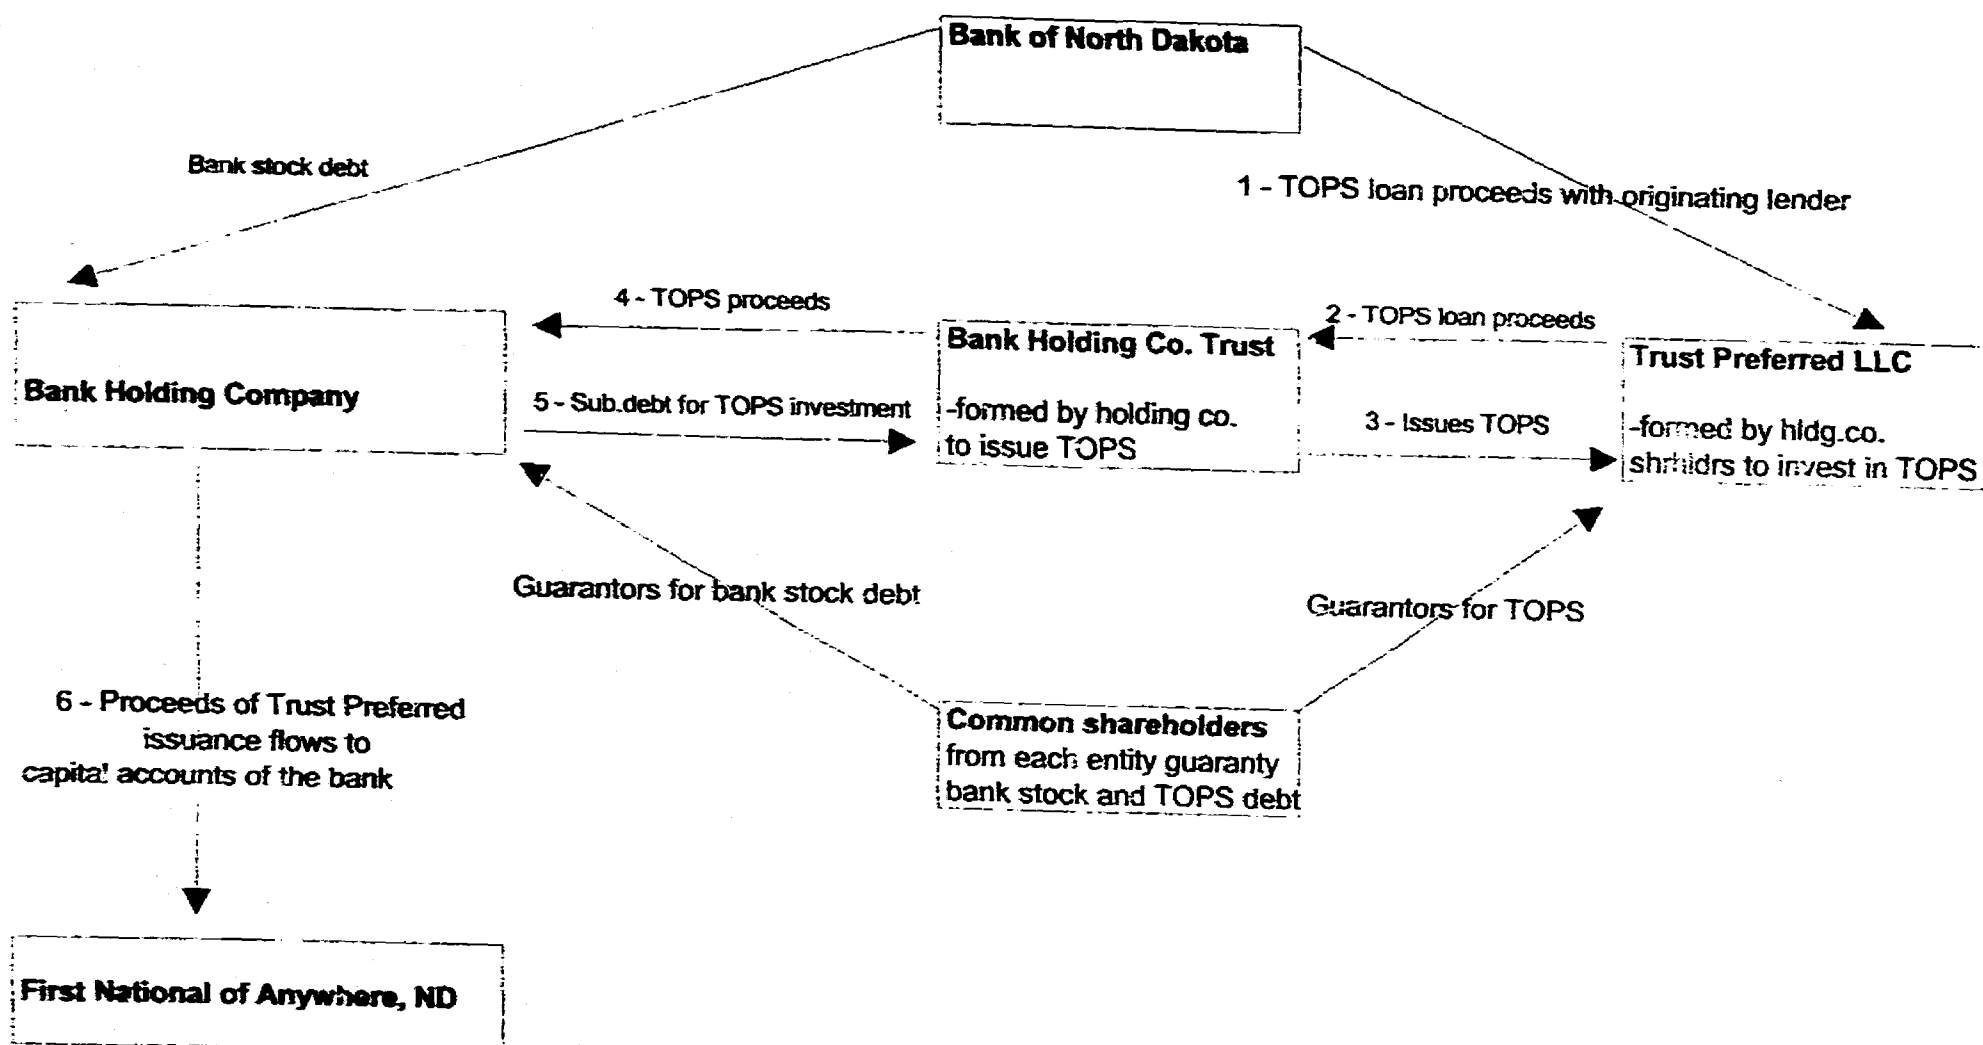 Bank of North Dakota
Bank stock debt
1 - TOPS loan proceeds with originating lender
4 - TOPS proceeds
2 - TOPS loan proceeds
Bank Holding Company
5 - Sub.debt for TOPS investment
Bank Holding Co. Trust
-formed by holding co.
to issue TOPS
3 - Issues TOPS
Trust Preferred LLC
-formed by hldg.co.
shrhldrs to invest in TOPS
Guarantors for bank stock debt
Guarantors for TOPS
6 - Proceeds of Trust Preferred
issuance flows to
capital accounts of the bank
Common shareholders
from each entity guaranty
bank stock and TOPS debt
First National of Anywhere, ND